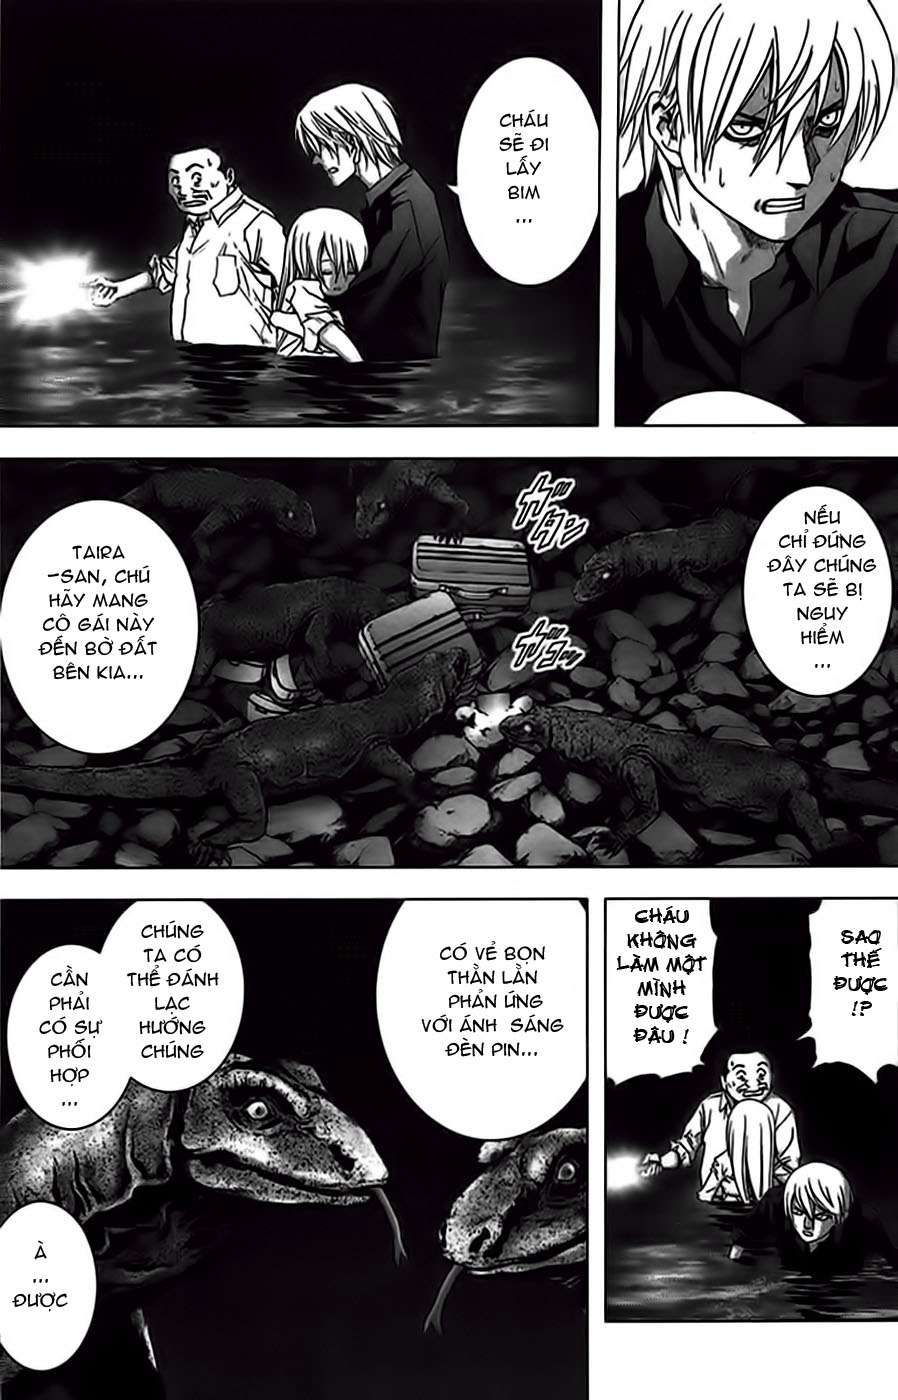 CHÁU
SẼ ĐI
LẤY
BIM
...
NẾU
CHỈ ĐỨNG
ĐÂY CHÚNG
TA SẼ BỊ
NGUY
HIỂM
...
TAIRA
-SAN, CHÚ
HÃY MANG
CÔ GÁI NÀY
ĐẾN BỜ ĐẤT
BÊN KIA...
SAO
THẾ
ĐƯỢC
!?
CHÁU
KHÔNG
LÀM MỘT
MÌNH
ĐƯỢC
ĐÂU !
CÓ VẺ BỌN
THẰN LẰN
PHẢN ỨNG
VỚI ÁNH SÁNG
ĐÈN PIN...
CHÚNG
TA CÓ
THỂ ĐÁNH
LẠC
HƯỚNG
CHÚNG
CẦN
PHẢI
CÓ SỰ
PHỐI
HỢP
...
À
...
ĐƯỢC